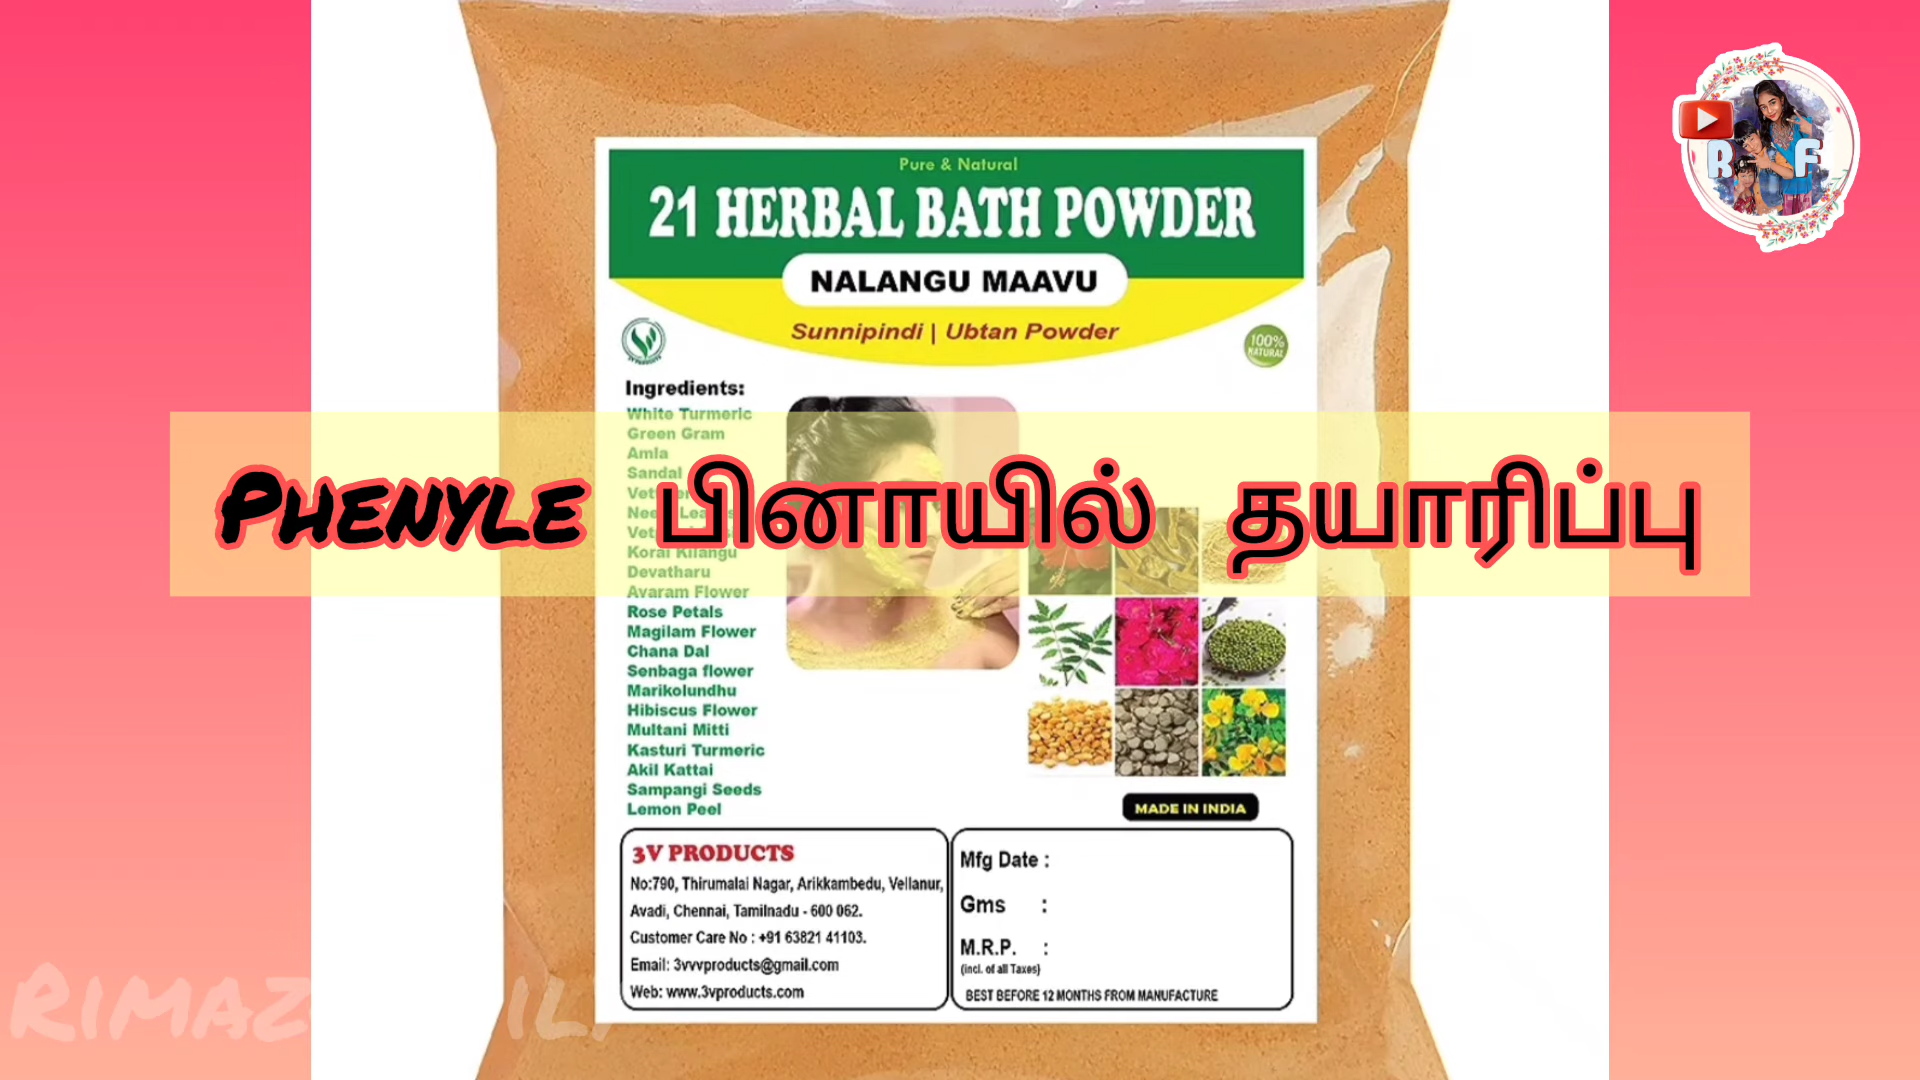 Pure & Natural
21 HERBAL BATH POWDER
NALANGU MAAVU
Sunnipindi | Ubtan Powder
100%
NATURAL
Ingredients:
White Turmeric
Green Gram
Amla
Sandal
Korai Kilangu
Devatharu
Avaram Flower
Rose Petals
Magilam Flower
Chana Dal
Senbaga flower
Marikolundhu
Hibiscus Flower
Multani Mitti
Kasturi Turmeric
Akil Kattai
Sampangi Seeds
Lemon Peel
PHENYLE பினாயில் தயாரிப்பு
R F
MADE IN INDIA
3V PRODUCTS
No:790, Thirumalai Nagar, Arikkambedu, Vellanur,
Avadi, Chennai, Tamilnadu - 600 062.
Customer Care No : +91 63821 41103.
Email: 3vvvproducts@gmail.com
Web: www.3vproducts.com
Mfg Date :
Gms :
M.R.P. :
(incl. of all Taxes)
BEST BEFORE 12 MONTHS FROM MANUFACTURE